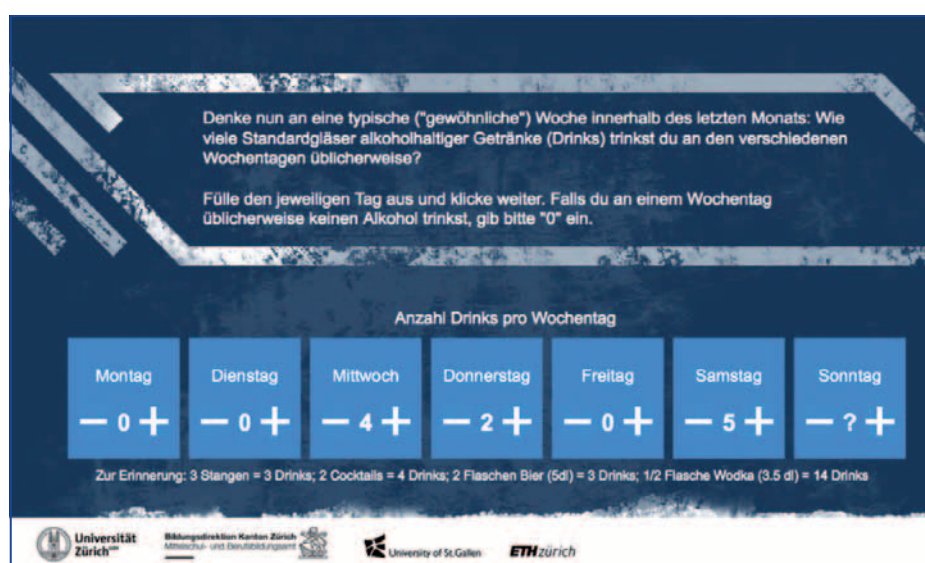 Denke nun an eine typische ("gewöhnliche") Woche innerhalb des letzten Monats: Wie
viele Standardgläser alkoholhaltiger Getränke (Drinks) trinkst du an den verschiedenen
Wochentagen üblicherweise?
Fülle den jeweiligen Tag aus und klicke weiter. Falls du an einem Wochentag
üblicherweise keinen Alkohol trinkst, gib bitte "0" ein.
Anzahl Drinks pro Wochentag
Montag Dienstag Mittwoch Donnerstag Freitag Samstag Sonntag
− 0 + − 0 + − 4 + − 2 + − 0 + − 5 + − ? +
Zur Erinnerung: 3 Stangen = 3 Drinks; 2 Cocktails = 4 Drinks; 2 Flaschen Bier (5dl) = 3 Drinks; 1/2 Flasche Wodka (3.5 dl) = 14 Drinks
Universität
Zürich
Bildungsdirektion Kanton Zürich
Mittelschul- und Berufsbildungsamt
University of St.Gallen
ETH zürich